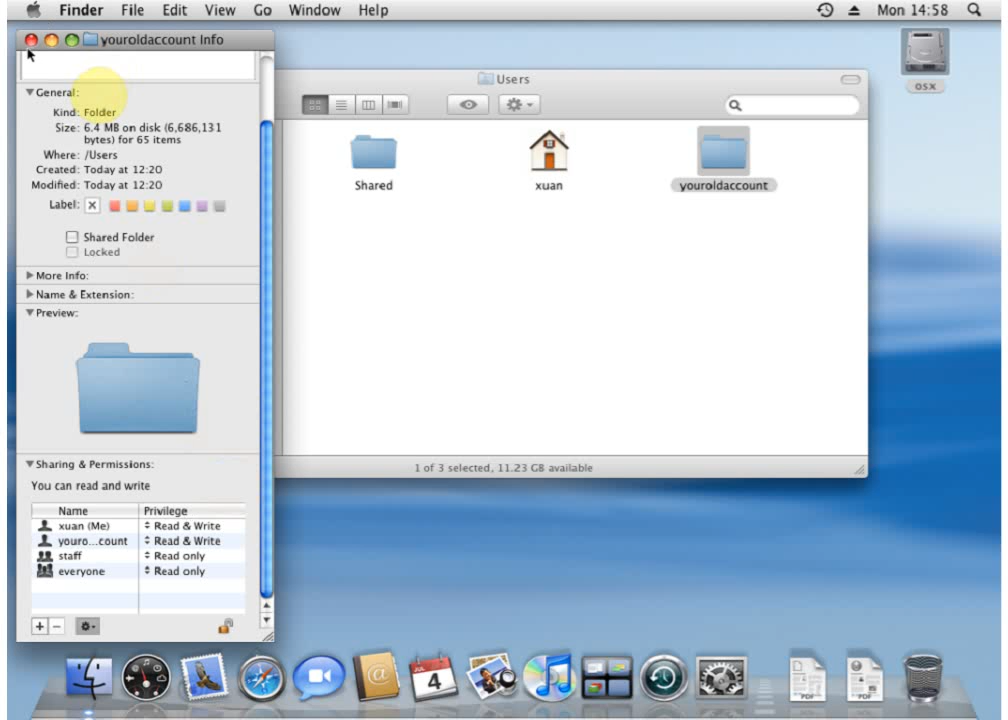 Finder File Edit View Go Window Help Mon 14:58
youroldaccount Info
General:
Kind: Folder
Size: 6.4 MB on disk (6,686,131
bytes) for 65 items
Where: /Users
Created: Today at 12:20
Modified: Today at 12:20
Label:
Shared Folder
Locked
More Info:
Name & Extension:
Preview:
Sharing & Permissions:
You can read and write
Name Privilege
xuan (Me) Read & Write
youro...count Read & Write
staff Read only
everyone Read only
Users
Shared xuan youroldaccount
1 of 3 selected, 11.23 GB available
osx
4
PDF PDF